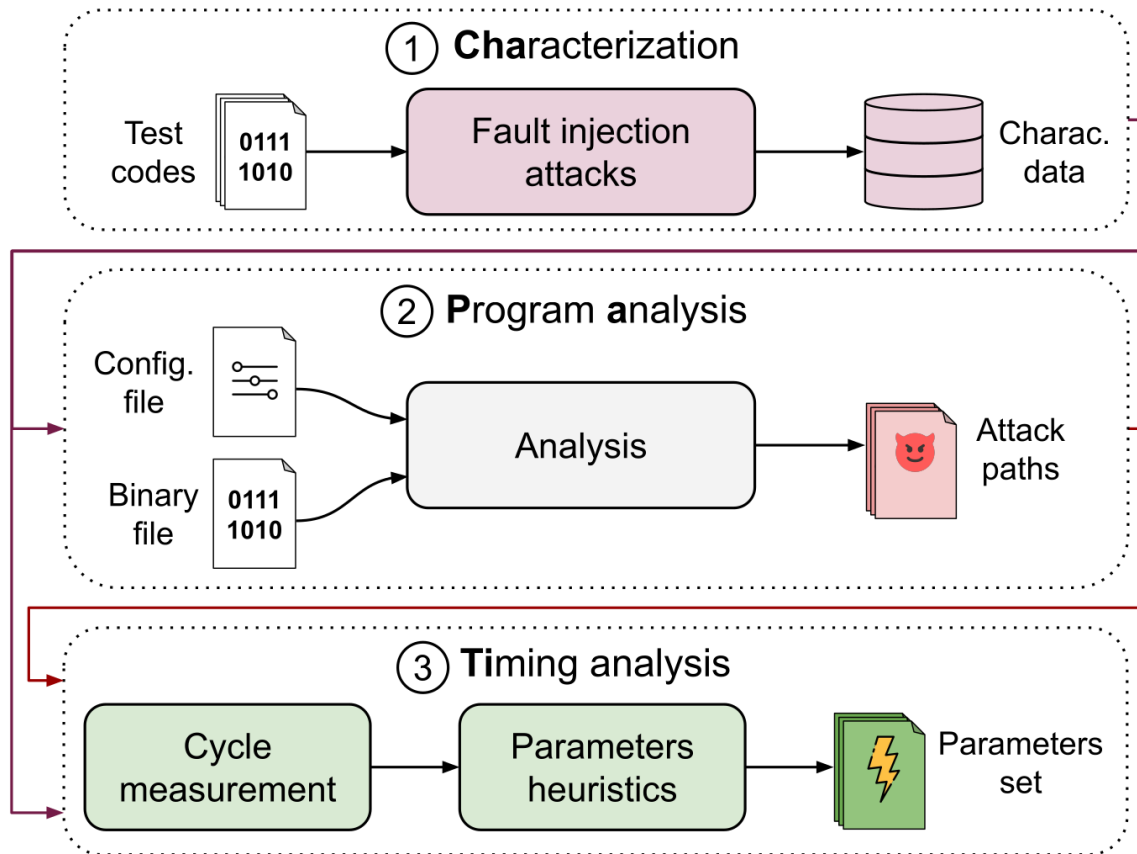 1 Characterization
Test
codes
0111
1010
Fault injection
attacks
Charac.
data
2 Program analysis
Config.
file
Binary
file
0111
1010
Analysis
Attack
paths
3 Timing analysis
Cycle
measurement
Parameters
heuristics
Parameters
set